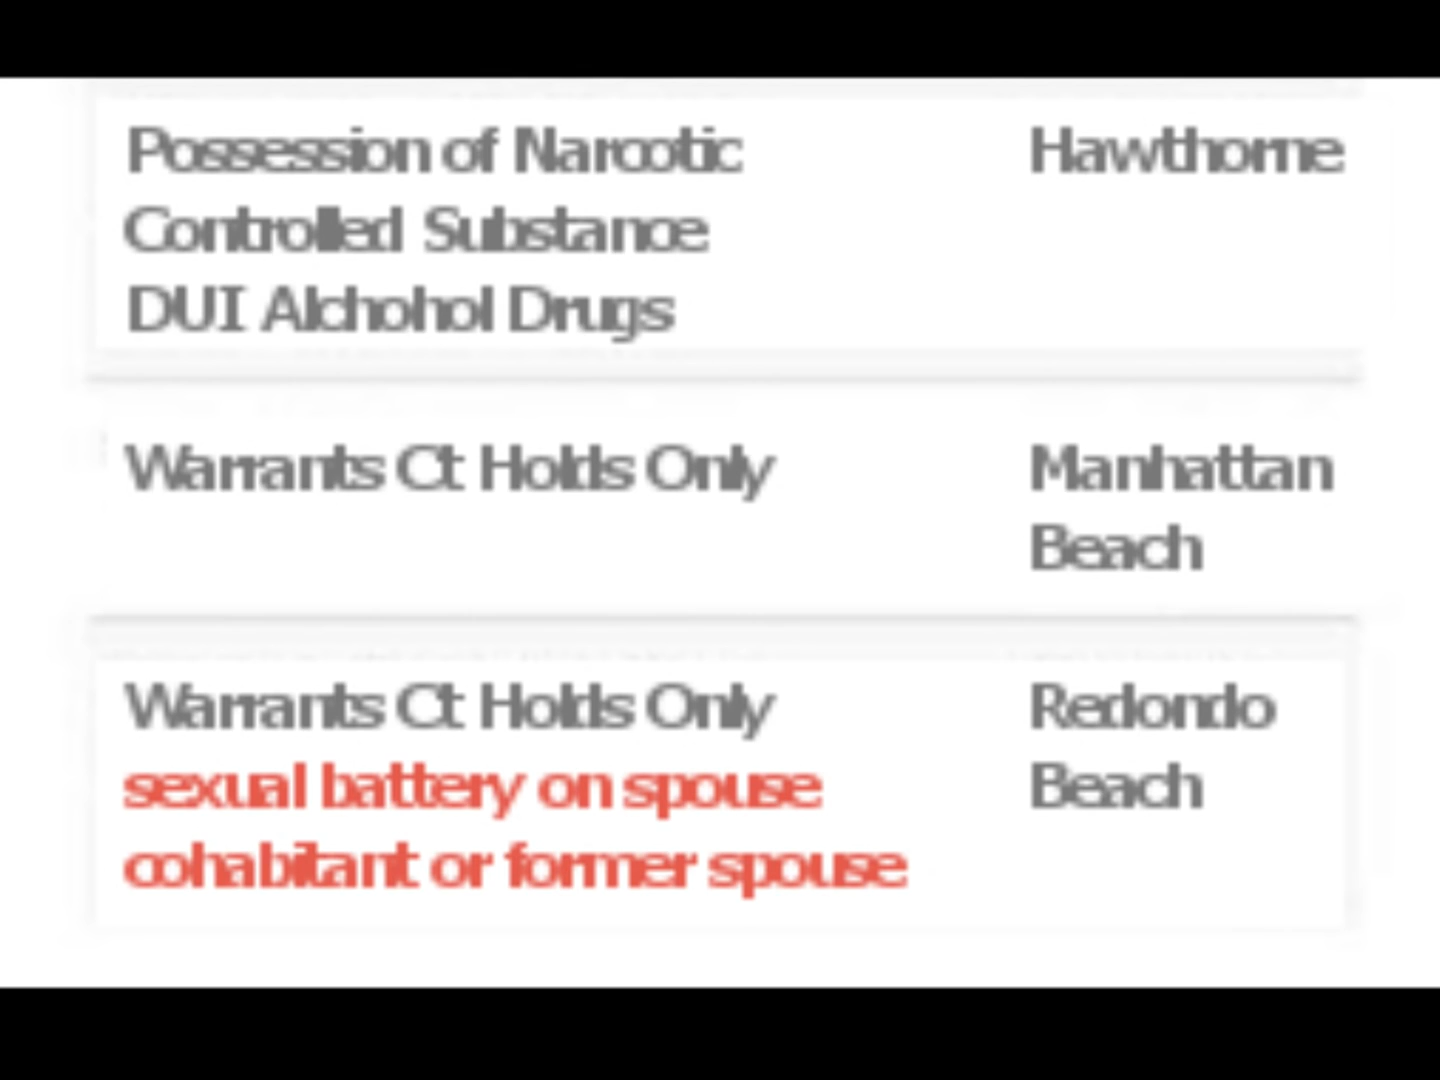 Possession of Narcotic Hawthorne
Controlled Substance
DUI Alchohol Drugs
Warrants Ct Holds Only Manhattan
Beach
Warrants Ct Holds Only Redondo
sexual battery on spouse Beach
cohabitant or former spouse